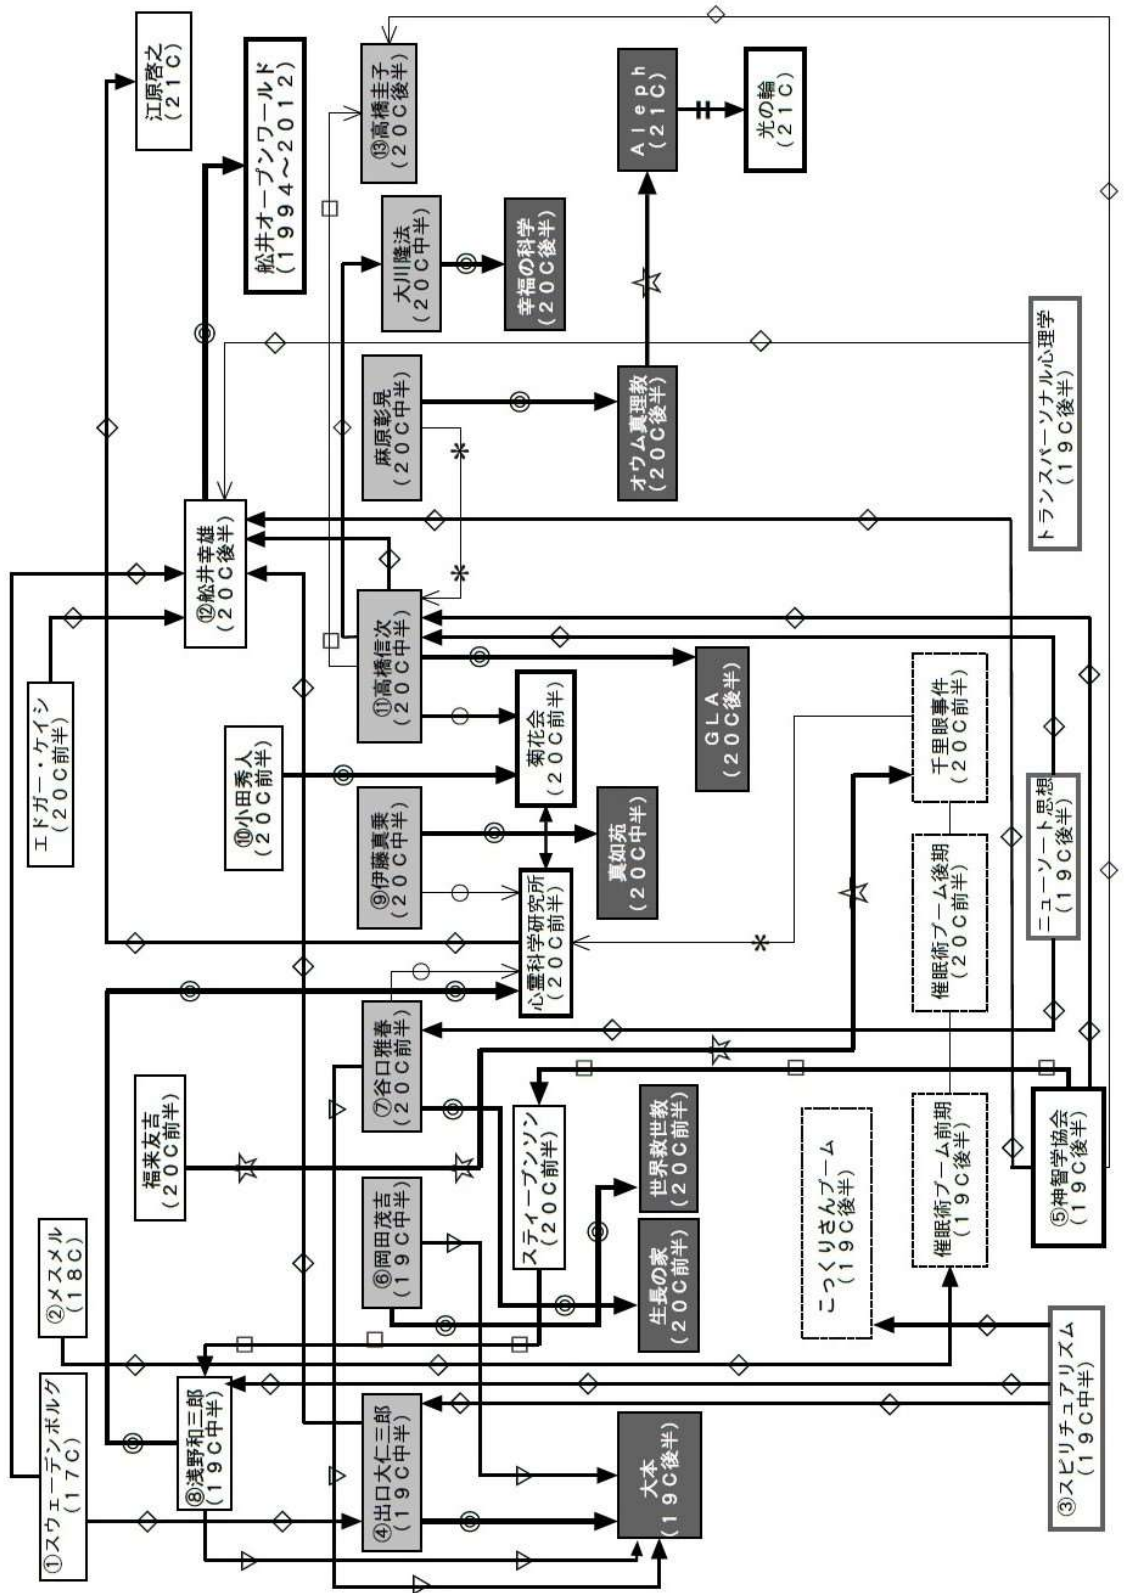 ①スウェーデンボルグ
(17C)
②メスメル
(18C)
福来友吉
(20C前半)
エドガー・ケイシ
(20C前半)
江原啓之
(21C)
⑧浅野和三郎
(19C中半)
⑩小田秀人
(20C前半)
⑫舩井幸雄
(20C後半)
舩井オープンワールド
(1994～2012)
④出口大仁三郎
(19C中半)
⑥岡田茂吉
(19C中半)
⑦谷口雅春
(20C前半)
⑨伊藤真乗
(20C中半)
⑪高橋信次
(20C中半)
麻原彰晃
(20C中半)
大川隆法
(20C中半)
⑬高橋圭子
(20C後半)
スティーブンソン
(20C前半)
心霊科学研究所
(20C前半)
菊花会
(20C前半)
幸福の科学
(20C後半)
大本
(19C後半)
生長の家
(20C前半)
世界救世教
(20C前半)
真如苑
(20C中半)
GLA
(20C後半)
オウム真理教
(20C後半)
Aleph
(21C)
光の輪
(21C)
こっくりさんブーム
(19C後半)
催眠術ブーム前期
(19C後半)
催眠術ブーム後期
(20C前半)
千里眼事件
(20C前半)
③スピリチュアリズム
(19C中半)
⑤神智学協会
(19C後半)
ニューソート思想
(19C後半)
トランスパーソナル心理学
(19C後半)